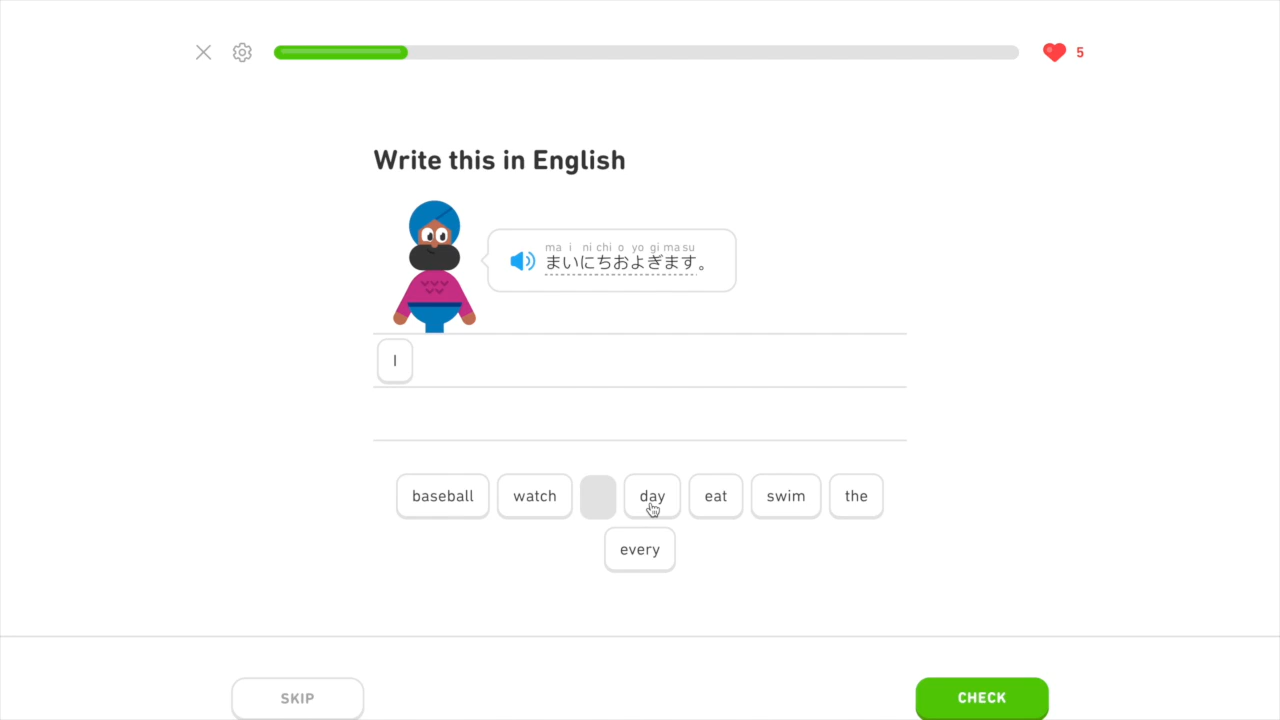 5
Write this in English
ma i ni chi o yo gi ma su
まいにちおよぎます。
I
baseball watch day eat swim the
every
SKIP CHECK